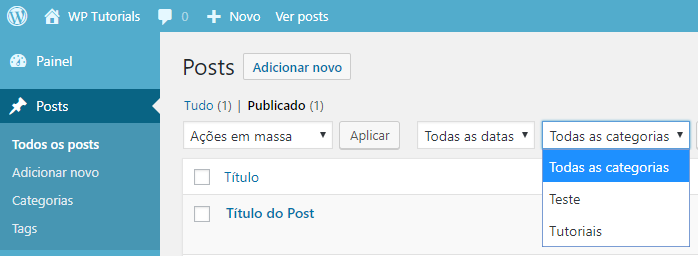 WP Tutorials 0 + Novo Ver posts
Painel
Posts
Todos os posts
Adicionar novo
Categorias
Tags
Posts Adicionar novo
Tudo (1) | Publicado (1)
Ações em massa Aplicar Todas as datas Todas as categorias
Todas as categorias
Teste
Tutoriais
Título
Título do Post